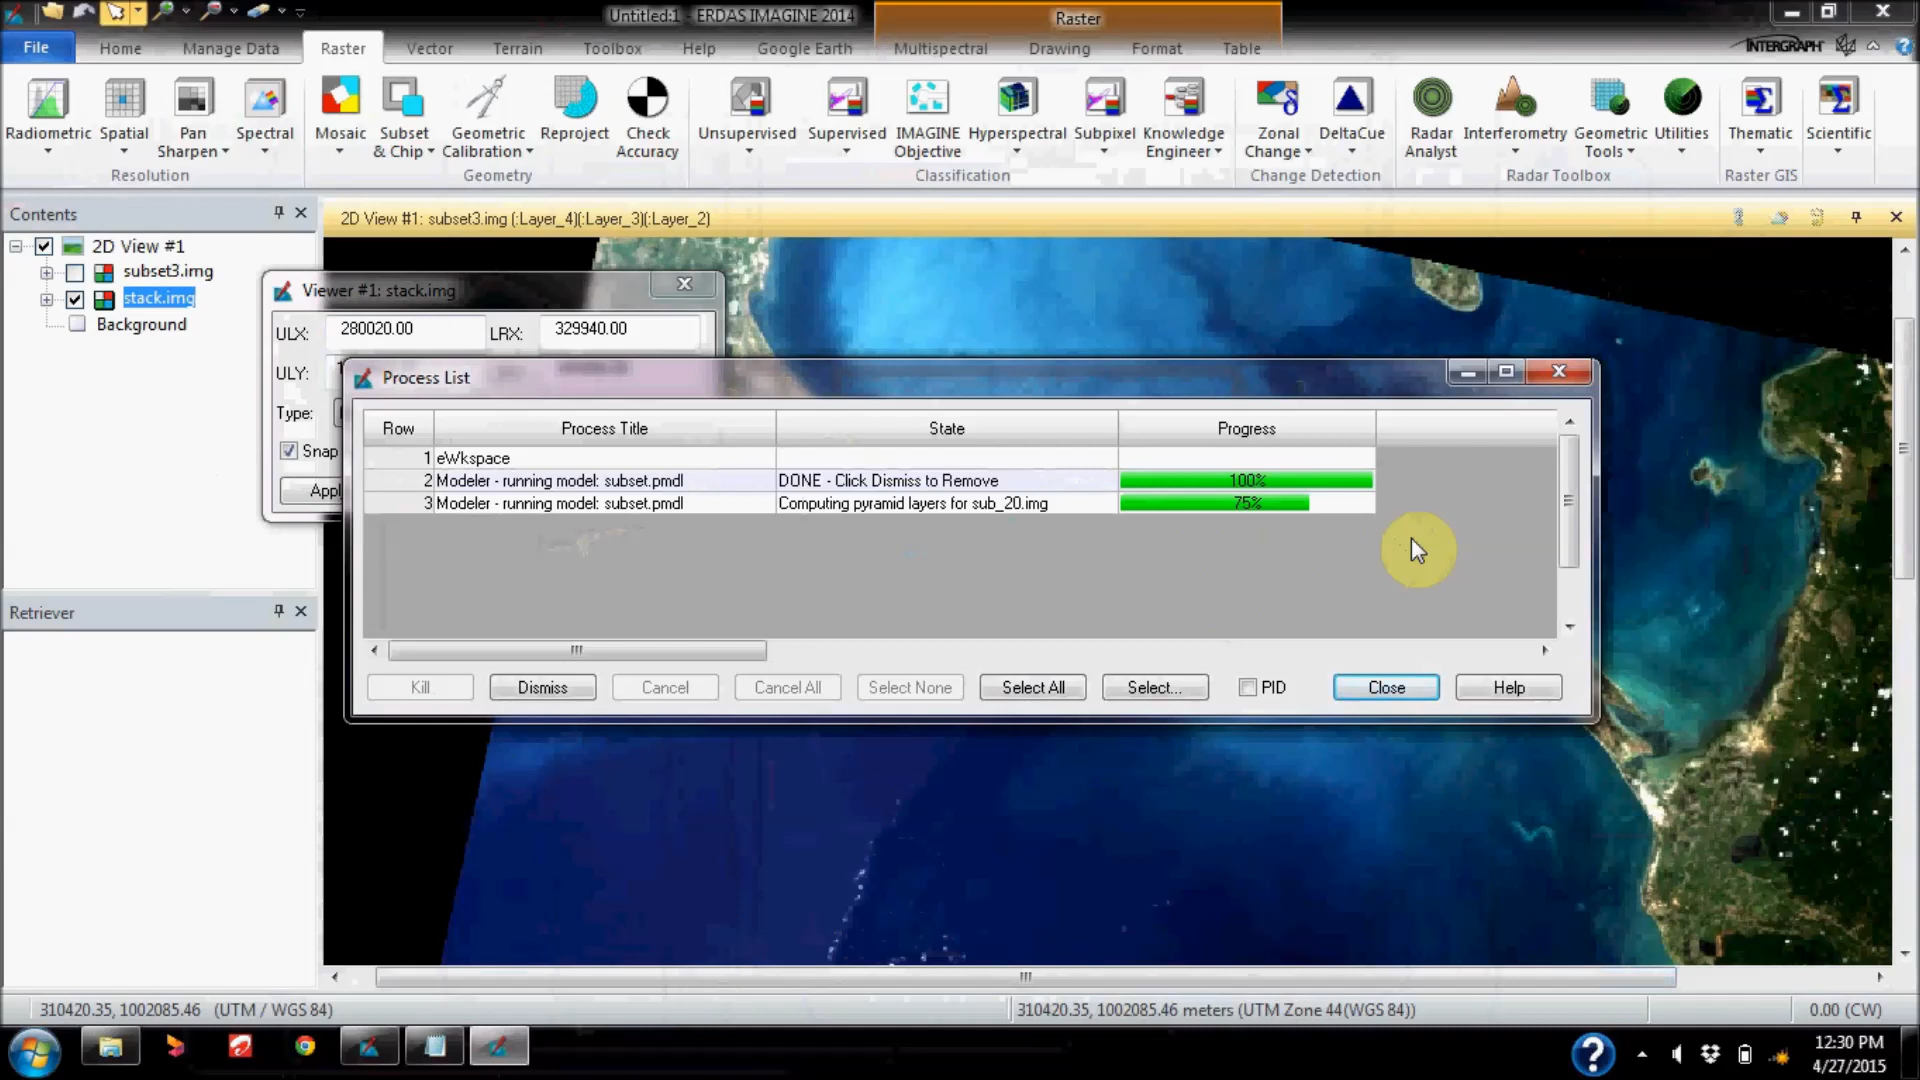 Untitled:1 - ERDAS IMAGINE 2014
Raster
File Home Manage Data Raster Vector Terrain Toolbox Help Google Earth Multispectral Drawing Format Table
INTERGRAPH
Radiometric Spatial Pan Sharpen Spectral
Resolution
Mosaic Subset & Chip Geometric Calibration Reproject Check Accuracy
Geometry
Unsupervised Supervised IMAGINE Objective Hyperspectral Subpixel Knowledge Engineer
Classification
Zonal Change DeltaCue
Change Detection
Radar Analyst Interferometry Geometric Tools Utilities
Radar Toolbox
Thematic
Raster GIS
Scientific
Contents
2D View #1
subset3.img
stack.img
Background
Retriever
2D View #1: subset3.img (:Layer_4)(:Layer_3)(:Layer_2)
Viewer #1: stack.img
ULX: 280020.00 LRX: 329940.00
ULY:
Type:
Snap
Process List
Row Process Title State Progress
1 eWkspace
2 Modeler - running model: subset.pmdl DONE - Click Dismiss to Remove 100%
3 Modeler - running model: subset.pmdl Computing pyramid layers for sub_20.img 75%
Kill Dismiss Cancel Cancel All Select None Select All Select... PID Close Help
310420.35, 1002085.46 (UTM / WGS 84)
310420.35, 1002085.46 meters (UTM Zone 44(WGS 84))
0.00 (CW)
12:30 PM
4/27/2015